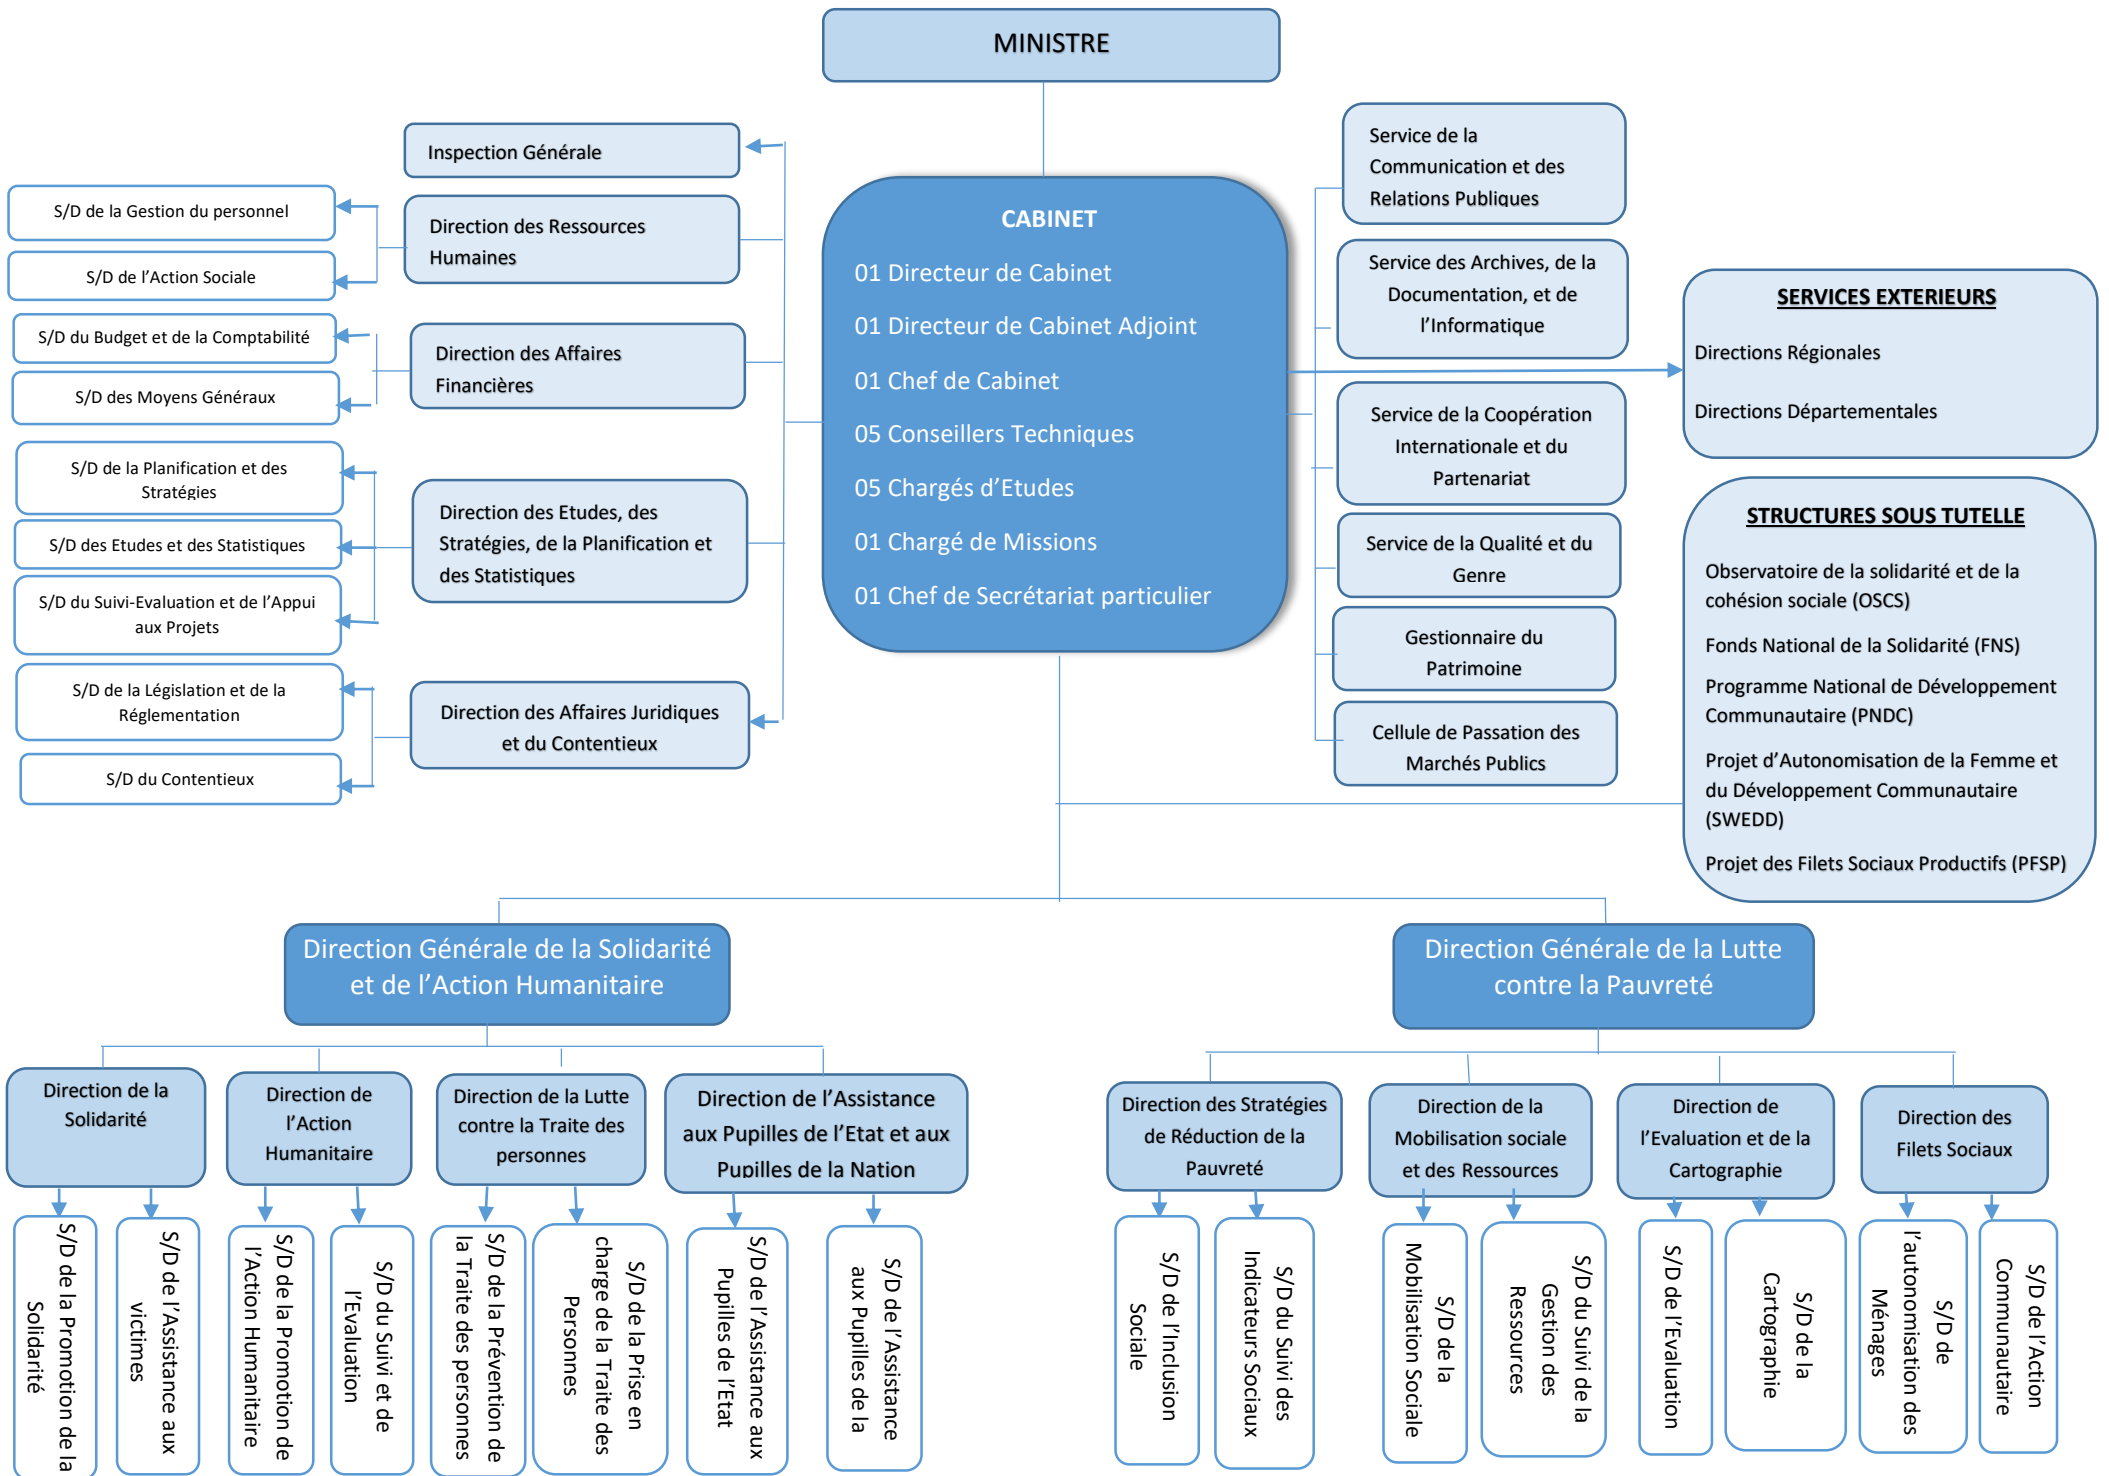 MINISTRE
Inspection Générale
Direction des Ressources
Humaines
S/D de la Gestion du personnel
S/D de l’Action Sociale
Direction des Affaires
Financières
S/D du Budget et de la Comptabilité
S/D des Moyens Généraux
Direction des Etudes, des
Stratégies, de la Planification et
des Statistiques
S/D de la Planification et des
Stratégies
S/D des Etudes et des Statistiques
S/D du Suivi-Evaluation et de l’Appui
aux Projets
Direction des Affaires Juridiques
et du Contentieux
S/D de la Législation et de la
Réglementation
S/D du Contentieux
CABINET
01 Directeur de Cabinet
01 Directeur de Cabinet Adjoint
01 Chef de Cabinet
05 Conseillers Techniques
05 Chargés d’Etudes
01 Chargé de Missions
01 Chef de Secrétariat particulier
Service de la
Communication et des
Relations Publiques
Service des Archives, de la
Documentation, et de
l’Informatique
Service de la Coopération
Internationale et du
Partenariat
Service de la Qualité et du
Genre
Gestionnaire du
Patrimoine
Cellule de Passation des
Marchés Publics
SERVICES EXTERIEURS
Directions Régionales
Directions Départementales
STRUCTURES SOUS TUTELLE
Observatoire de la solidarité et de la
cohésion sociale (OSCS)
Fonds National de la Solidarité (FNS)
Programme National de Développement
Communautaire (PNDC)
Projet d’Autonomisation de la Femme et
du Développement Communautaire
(SWEDD)
Projet des Filets Sociaux Productifs (PFSP)
Direction Générale de la Solidarité
et de l’Action Humanitaire
Direction de la
Solidarité
S/D de la Promotion de la
Solidarité
S/D de l’Assistance aux
victimes
Direction de
l’Action
Humanitaire
S/D de la Promotion de
l’Action Humanitaire
S/D du Suivi et de
l’Evaluation
Direction de la Lutte
contre la Traite des
personnes
S/D de la Prévention de
la Traite des personnes
S/D de la Prise en
charge de la Traite des
Personnes
Direction de l’Assistance
aux Pupilles de l’Etat et aux
Pupilles de la Nation
S/D de l’Assistance aux
Pupilles de l’Etat
S/D de l’Assistance
aux Pupilles de la
Direction Générale de la Lutte
contre la Pauvreté
Direction des Stratégies
de Réduction de la
Pauvreté
S/D de l’Inclusion
Sociale
S/D du Suivi des
Indicateurs Sociaux
Direction de la
Mobilisation sociale
et des Ressources
S/D de la
Mobilisation Sociale
S/D du Suivi de la
Gestion des
Ressources
Direction de
l’Evaluation et de la
Cartographie
S/D de l’Evaluation
S/D de la
Cartographie
Direction des
Filets Sociaux
S/D de
l’autonomisation des
Ménages
S/D de l’Action
Communautaire